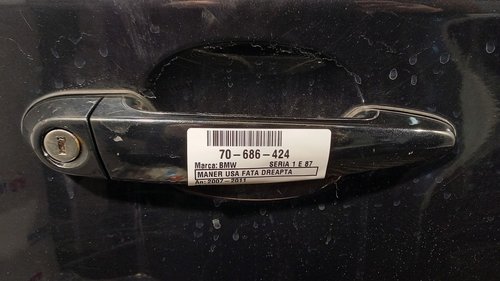 70-686-424
Marca: BMW SERIA 1 E 87
MANER USA FATA DREAPTA
An: 2007-2011